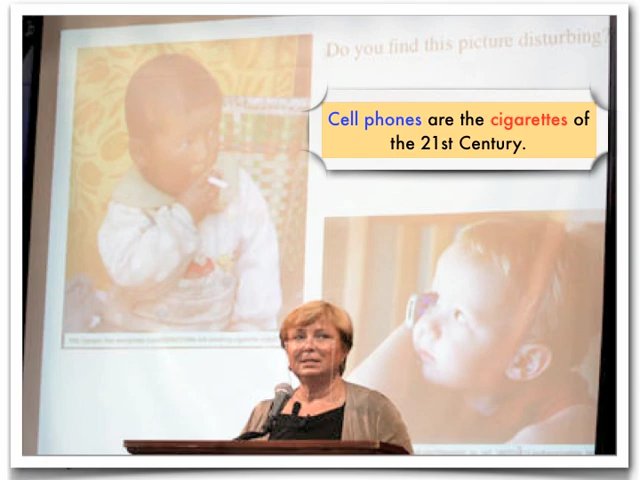 Do you find this picture disturbing?
Cell phones are the cigarettes of
the 21st Century.